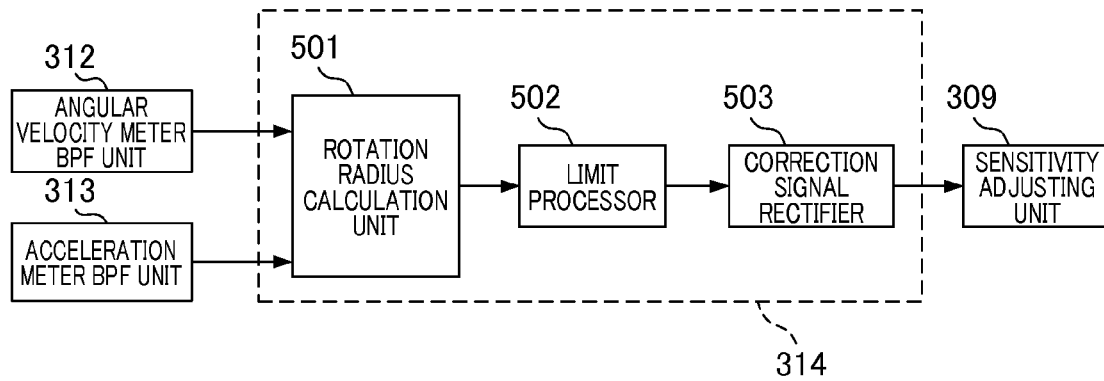 312
ANGULAR
VELOCITY METER
BPF UNIT
313
ACCELERATION
METER BPF UNIT
501
ROTATION
RADIUS
CALCULATION
UNIT
502
LIMIT
PROCESSOR
503
CORRECTION
SIGNAL
RECTIFIER
309
SENSITIVITY
ADJUSTING
UNIT
314